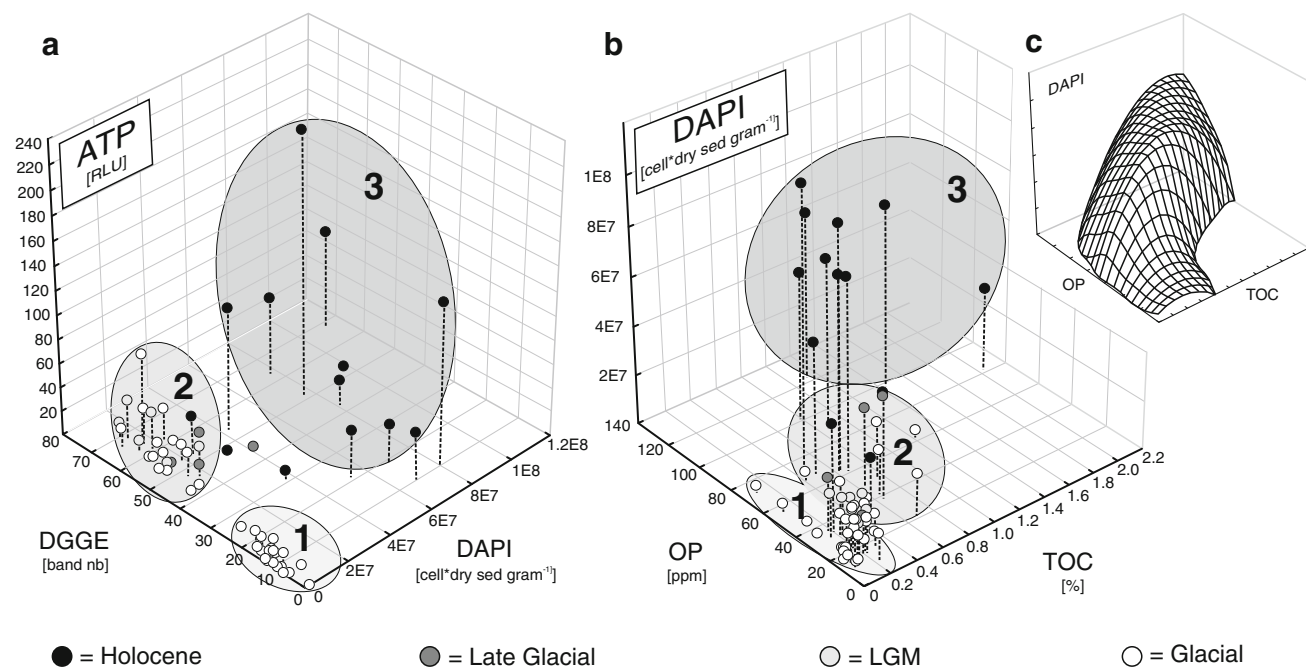 a
ATP
[RLU]
240
220
200
180
160
140
120
100
80
60
40
20
80
70
60
50
40
30
20
10
0
0
2E7
4E7
6E7
8E7
1E8
1.2E8
1
2
3
DGGE
[band nb]
DAPI
[cell*dry sed gram⁻¹]]
b
DAPI
[cell*dry sed gram⁻¹]]
1E8
8E7
6E7
4E7
2E7
140
120
100
80
60
40
20
0
0
0.2
0.4
0.6
0.8
1.0
1.2
1.4
1.6
1.8
2.0
2.2
1
2
3
OP
[ppm]
TOC
[%]
c
DAPI
OP
TOC
= Holocene
= Late Glacial
= LGM
= Glacial